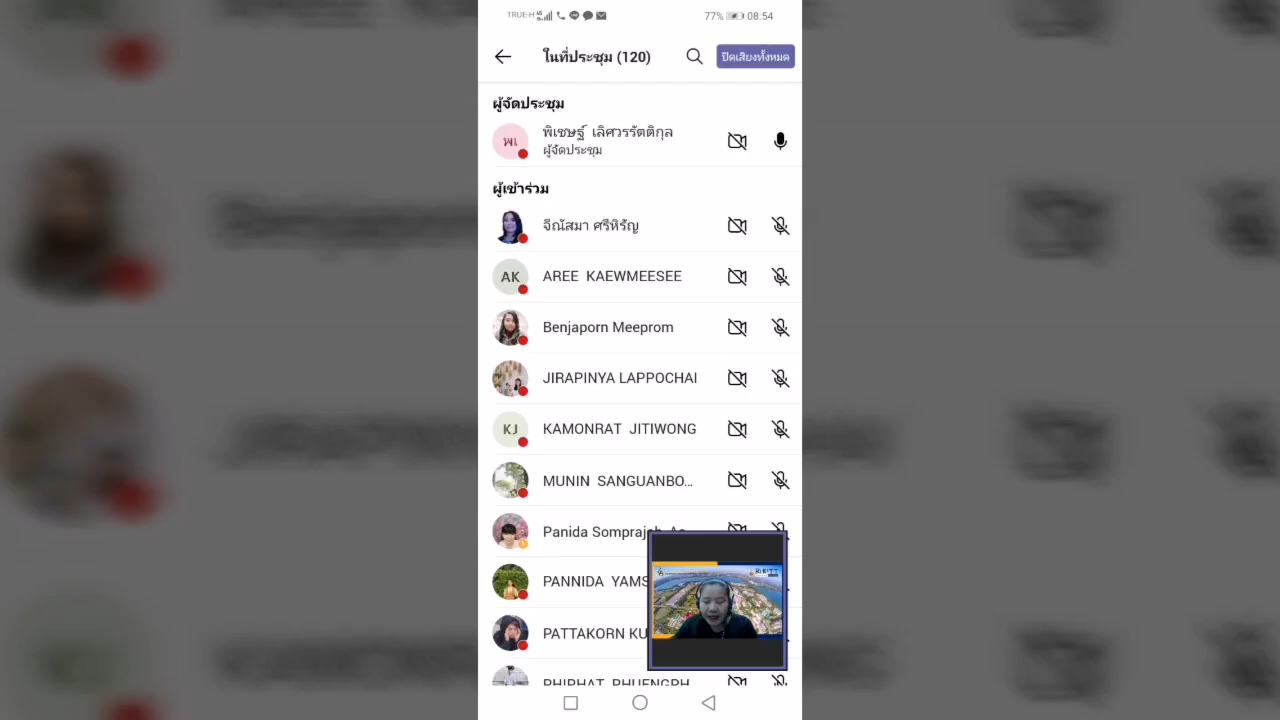 TRUE-H 77% 08:54
ในที่ประชุม (120) ปิดเสียงทั้งหมด
ผู้จัดประชุม
พเ พิเชษฐ์ เลิศวรรัตติกุล
ผู้จัดประชุม
ผู้เข้าร่วม
จีณัสมา ศรีหิรัญ
AK AREE KAEWMEESEE
Benjaporn Meeprom
JIRAPINYA LAPPOCHAI
KJ KAMONRAT JITIWONG
MUNIN SANGUANBO...
Panida
PANNIDA YAMS
PATTAKORN KU
PHIPHAT PHUENGPH